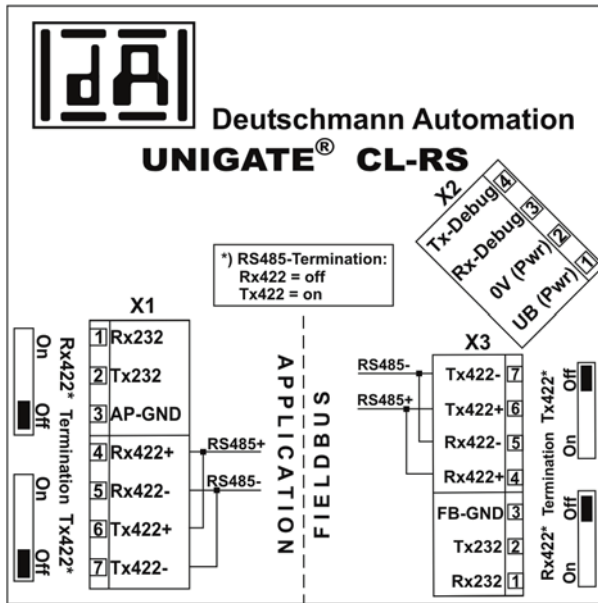 dA
Deutschmann Automation
UNIGATE® CL-RS
X2
Tx-Debug 4
Rx-Debug 3
0V (Pwr) 2
UB (Pwr) 1
*) RS485-Termination:
Rx422 = off
Tx422 = on
X1
1 Rx232
2 Tx232
3 AP-GND
4 Rx422+
5 Rx422-
6 Tx422+
7 Tx422-
RS485+
RS485-
On
Off
Rx422* Termination Tx422*
On
Off
APPLICATION
FIELDBUS
X3
RS485-
RS485+
Tx422- 7
Tx422+ 6
Rx422- 5
Rx422+ 4
FB-GND 3
Tx232 2
Rx232 1
Off
On
Rx422* Termination Tx422*
Off
On